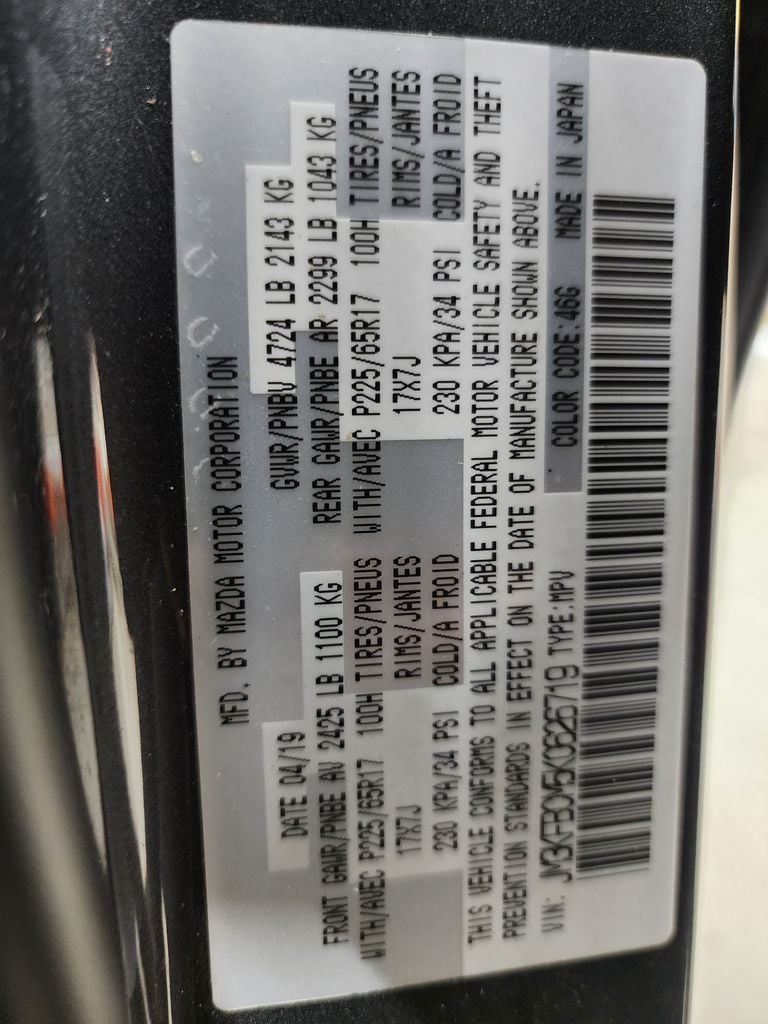 MFD. BY MAZDA MOTOR CORPORATION
DATE 04/19 GVWR/PNBV 4724 LB 2143 KG
FRONT GAWR/PNBE AV 2425 LB 1100 KG REAR GAWR/PNBE AR 2299 LB 1043 KG
WITH/AVEC P225/65R17 100H TIRES/PNEUS WITH/AVEC P225/65R17 100H TIRES/PNEUS
17X7J RIMS/JANTES 17X7J RIMS/JANTES
230 KPA/34 PSI COLD/A FROID 230 KPA/34 PSI COLD/A FROID
THIS VEHICLE CONFORMS TO ALL APPLICABLE FEDERAL MOTOR VEHICLE SAFETY AND THEFT
PREVENTION STANDARDS IN EFFECT ON THE DATE OF MANUFACTURE SHOWN ABOVE.
VIN: JM3KFBCM5K0626719 TYPE:MPV COLOR CODE:46G MADE IN JAPAN